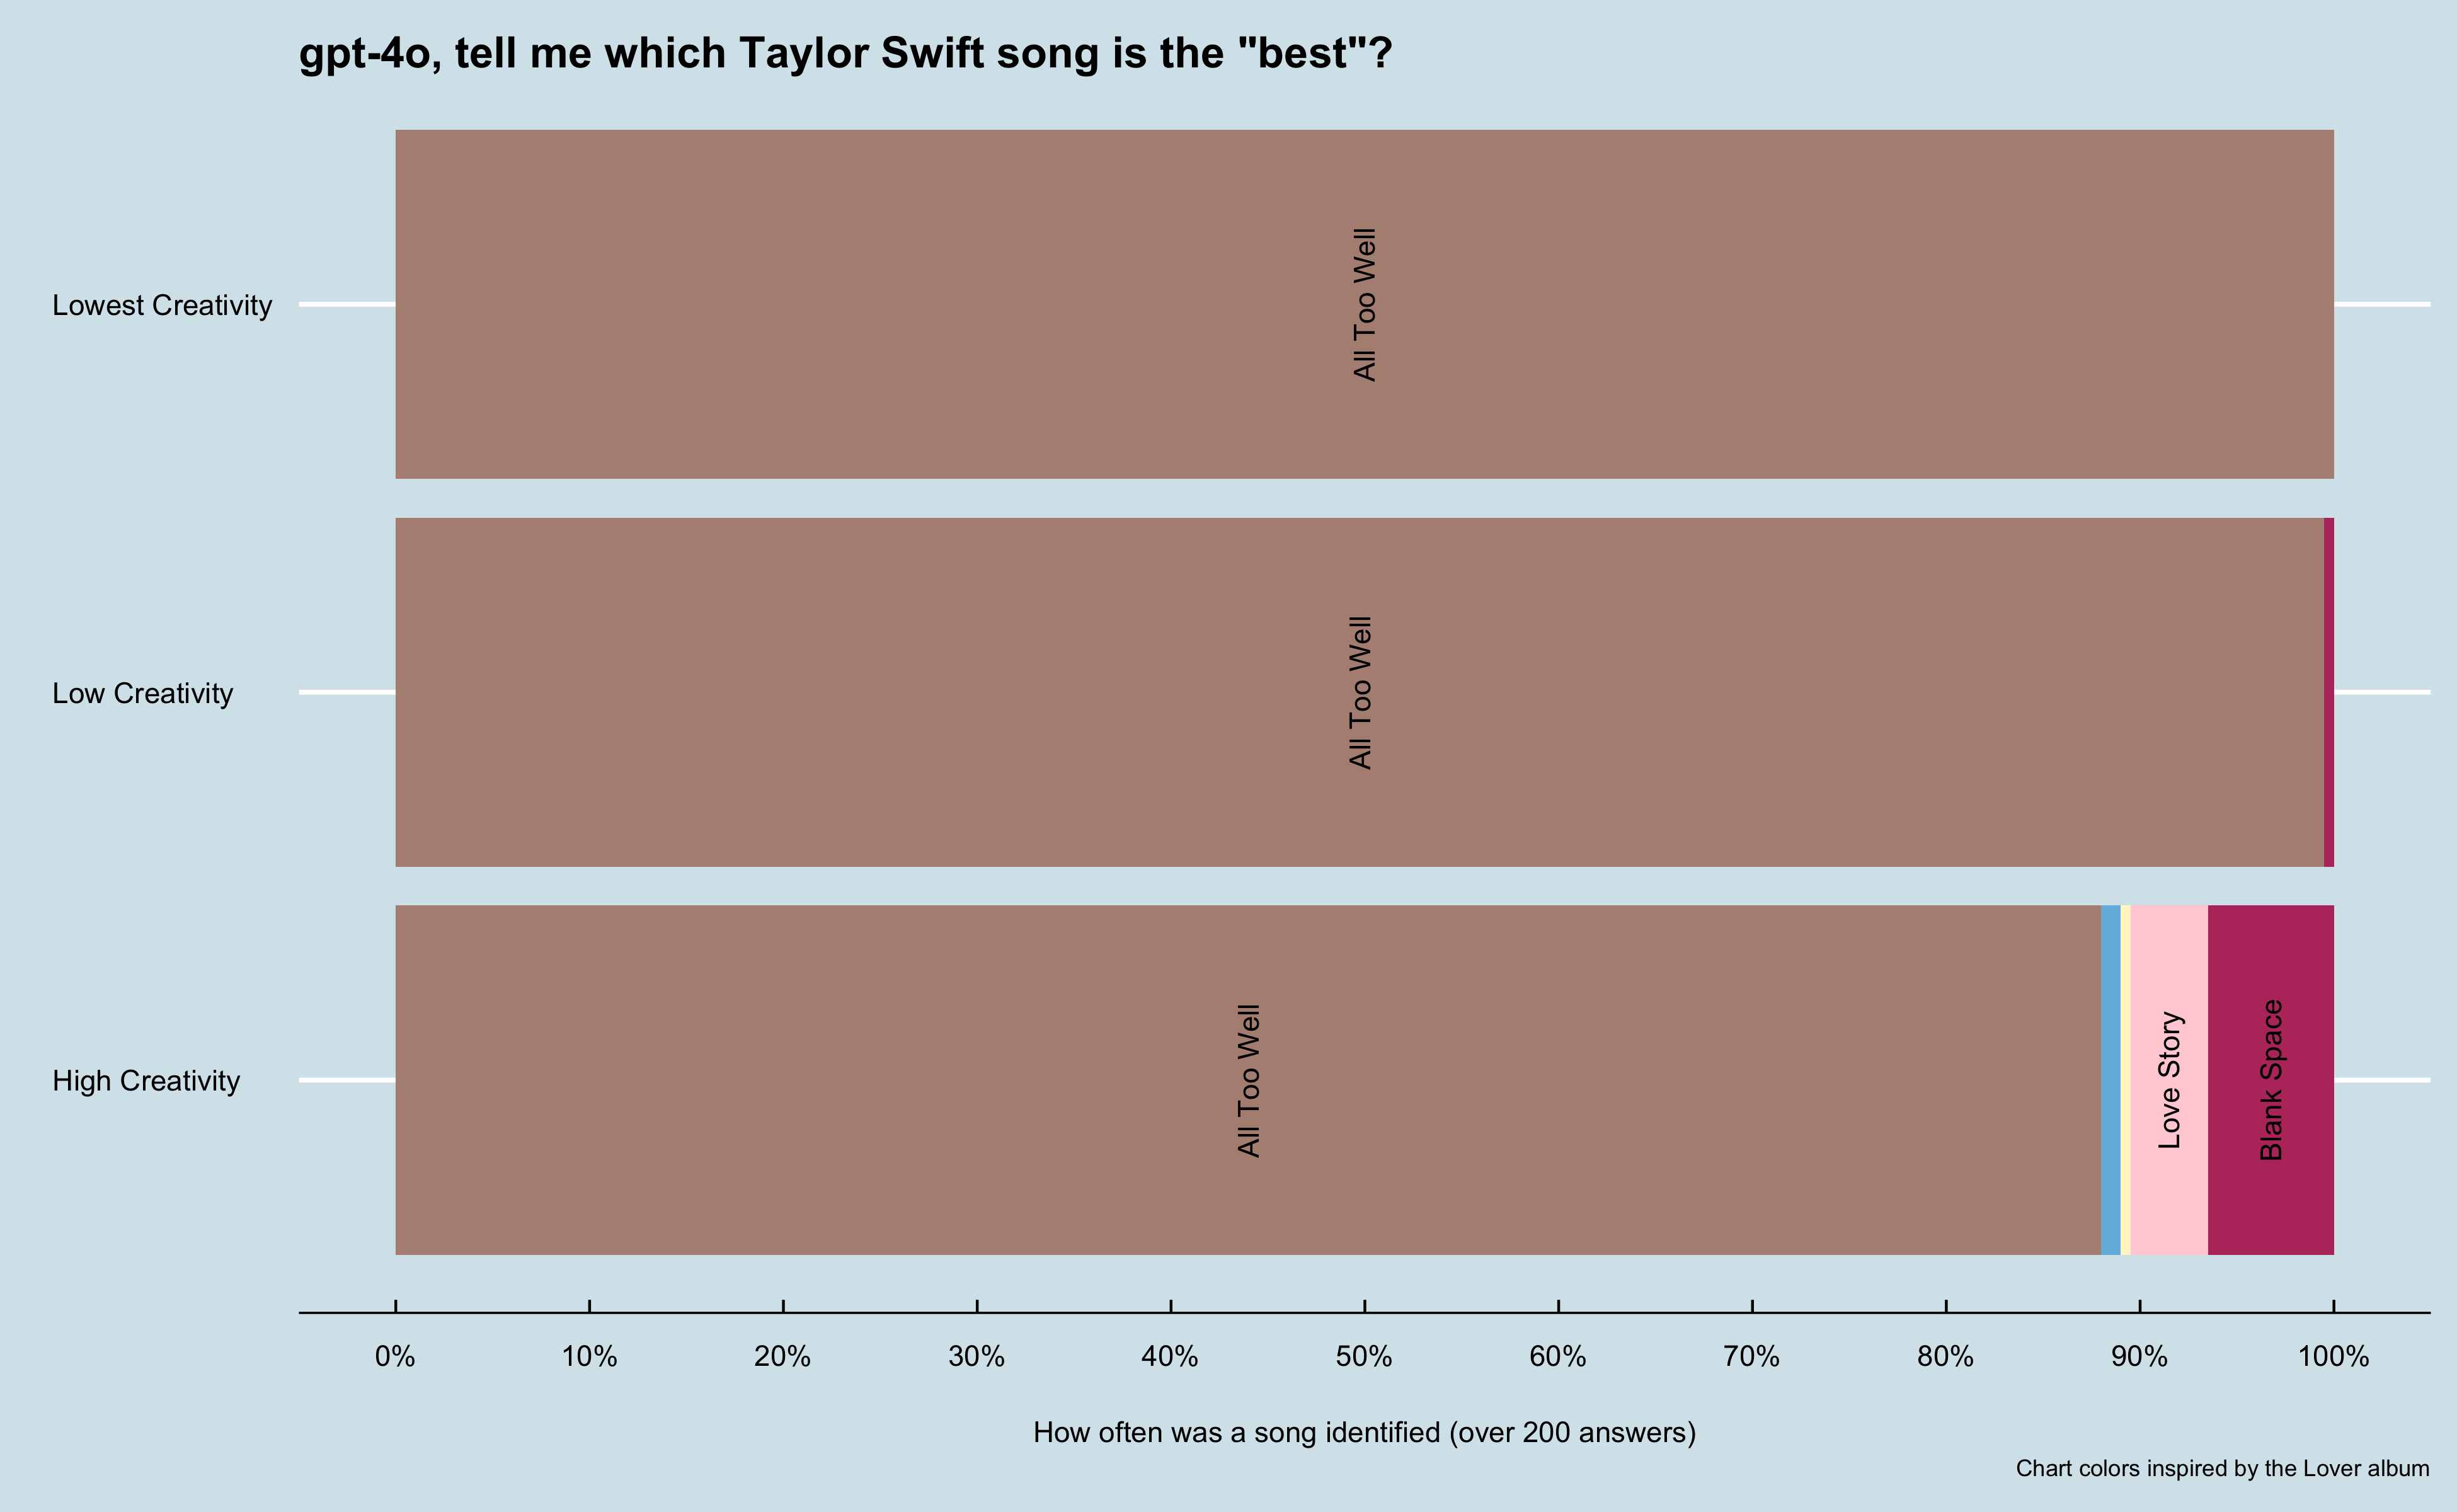 gpt-4o, tell me which Taylor Swift song is the "best"?
Lowest Creativity
All Too Well
Low Creativity
All Too Well
High Creativity
All Too Well
Love Story
Blank Space
0% 10% 20% 30% 40% 50% 60% 70% 80% 90% 100%
How often was a song identified (over 200 answers)
Chart colors inspired by the Lover album